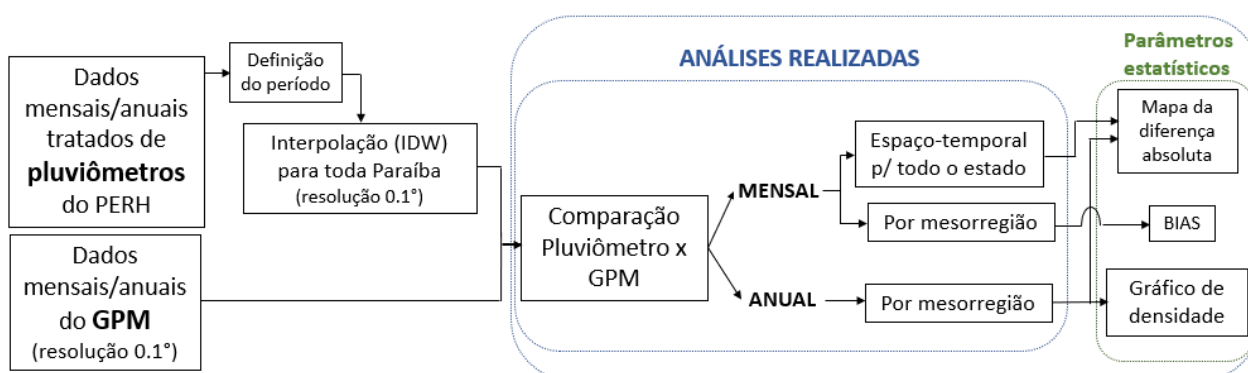 Dados
mensais/anuais
tratados de
pluviômetros
do PERH
Definição
do período
Interpolação (IDW)
para toda Paraíba
(resolução 0.1°)
Dados
mensais/anuais
do GPM
(resolução 0.1°)
ANÁLISES REALIZADAS
Comparação
Pluviômetro x
GPM
MENSAL
Espaço-temporal
p/ todo o estado
Por mesorregião
ANUAL
Por mesorregião
Parâmetros
estatísticos
Mapa da
diferença
absoluta
BIAS
Gráfico de
densidade